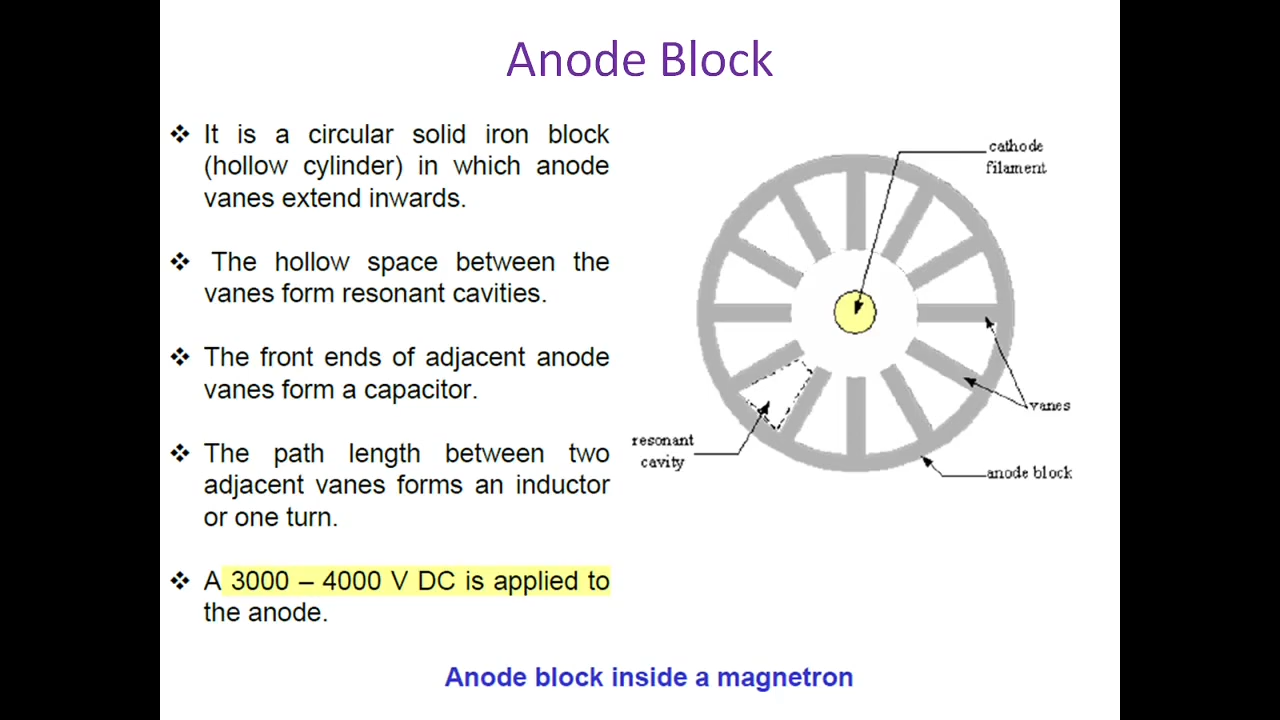 Anode Block
❖ It is a circular solid iron block
(hollow cylinder) in which anode
vanes extend inwards.
❖ The hollow space between the
vanes form resonant cavities.
❖ The front ends of adjacent anode
vanes form a capacitor.
❖ The path length between two
adjacent vanes forms an inductor
or one turn.
❖ A 3000 – 4000 V DC is applied to
the anode.
cathode
filament
vanes
resonant
cavity
anode block
Anode block inside a magnetron